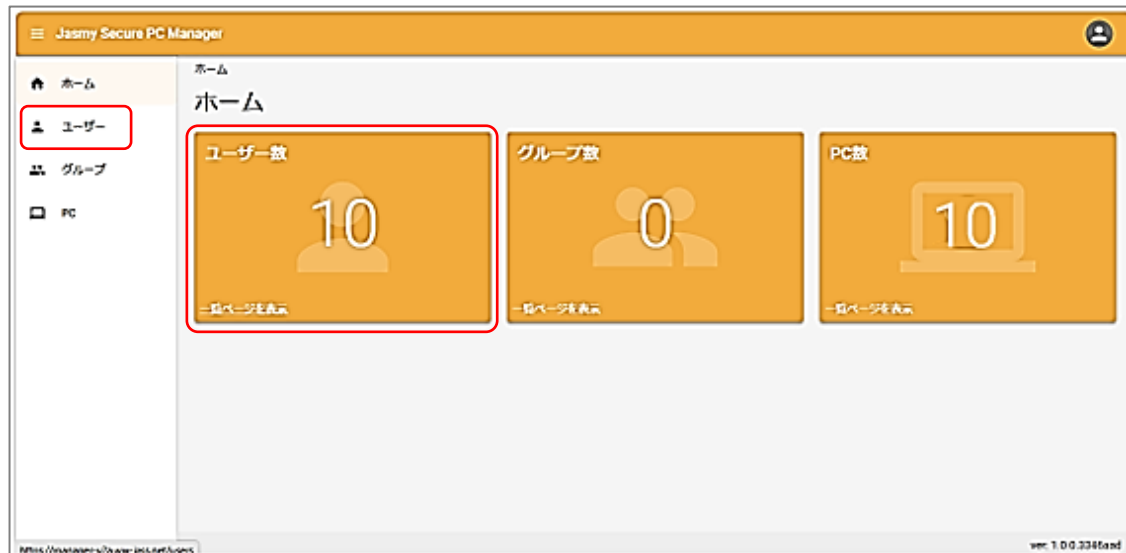 Jasmy Secure PC Manager
ホーム
ユーザー
グループ
PC
ホーム
ホーム
ユーザー数
10
一覧ページを表示
グループ数
0
一覧ページを表示
PC数
10
一覧ページを表示